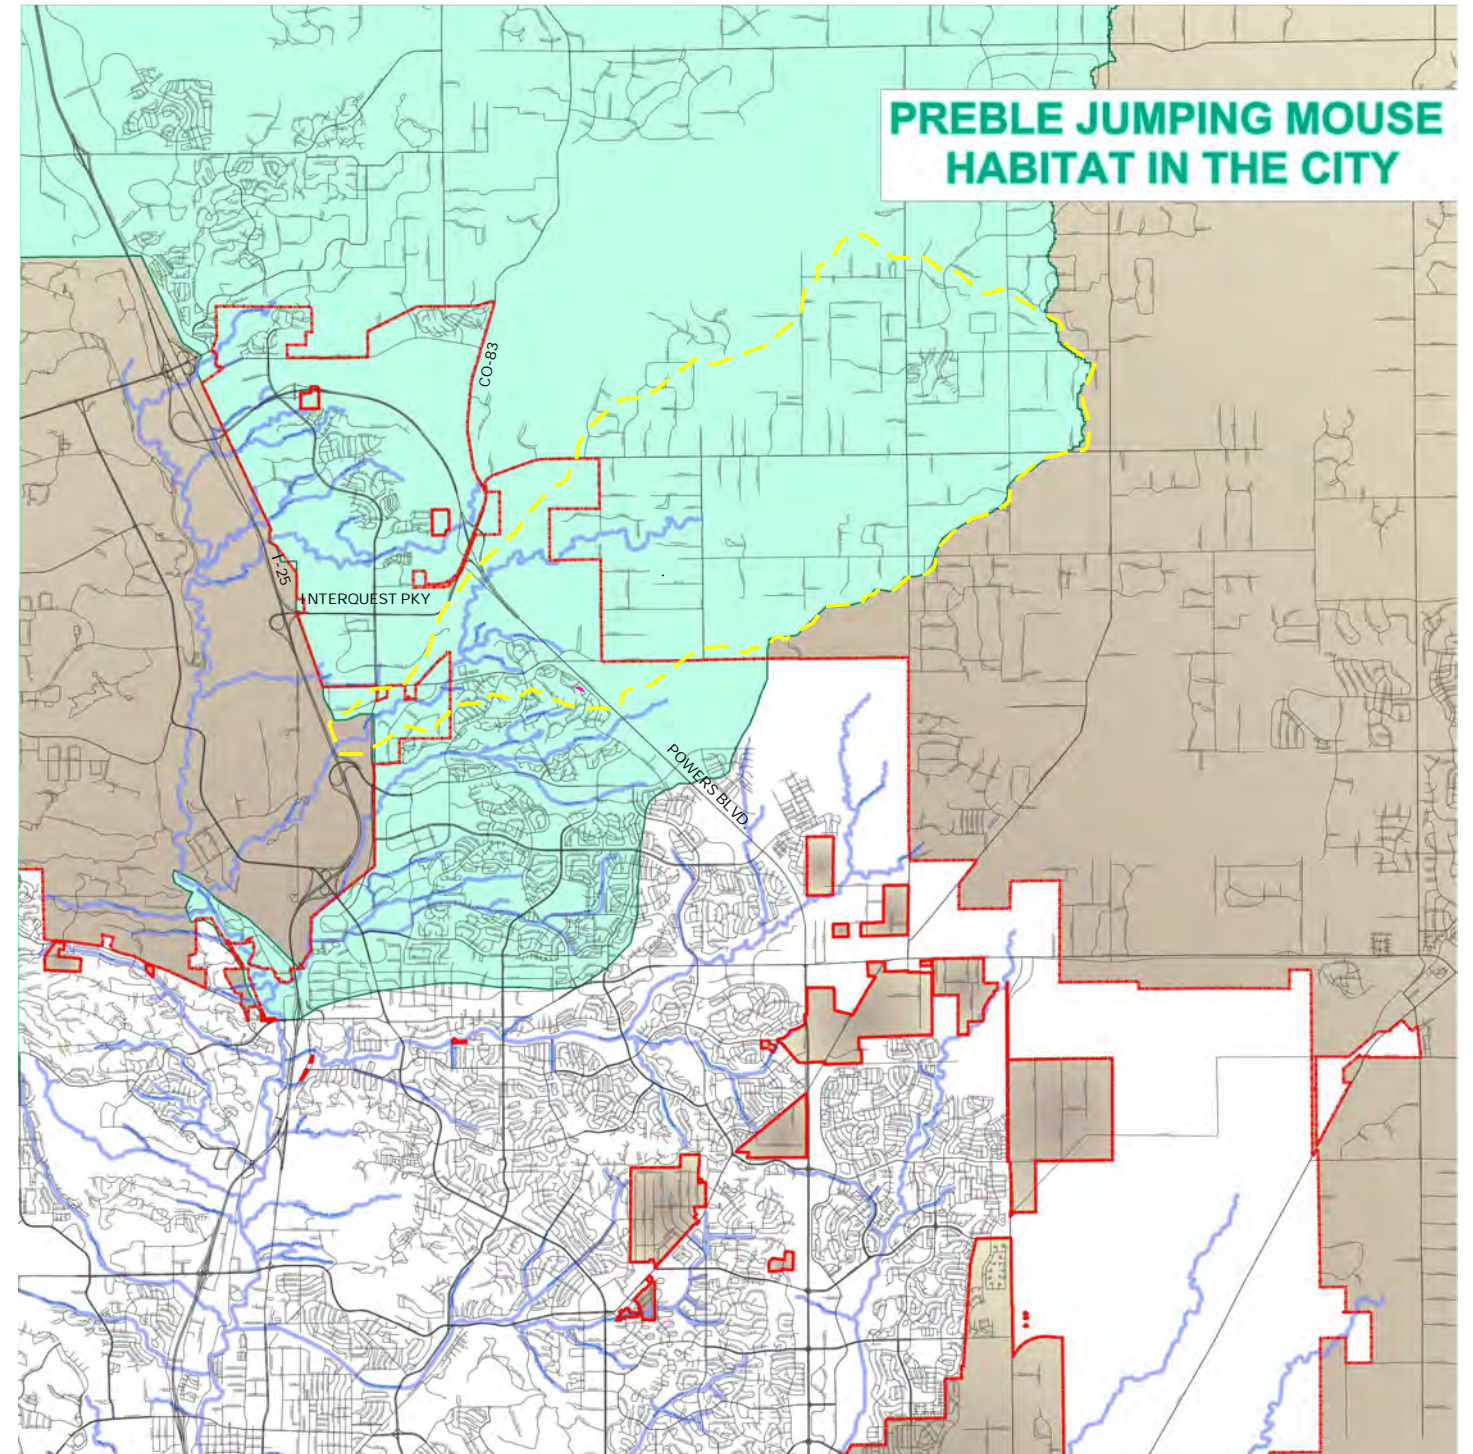 PREBLE JUMPING MOUSE
HABITAT IN THE CITY
CO-83
I-25
INTERQUEST PKY
POWERS BLVD.